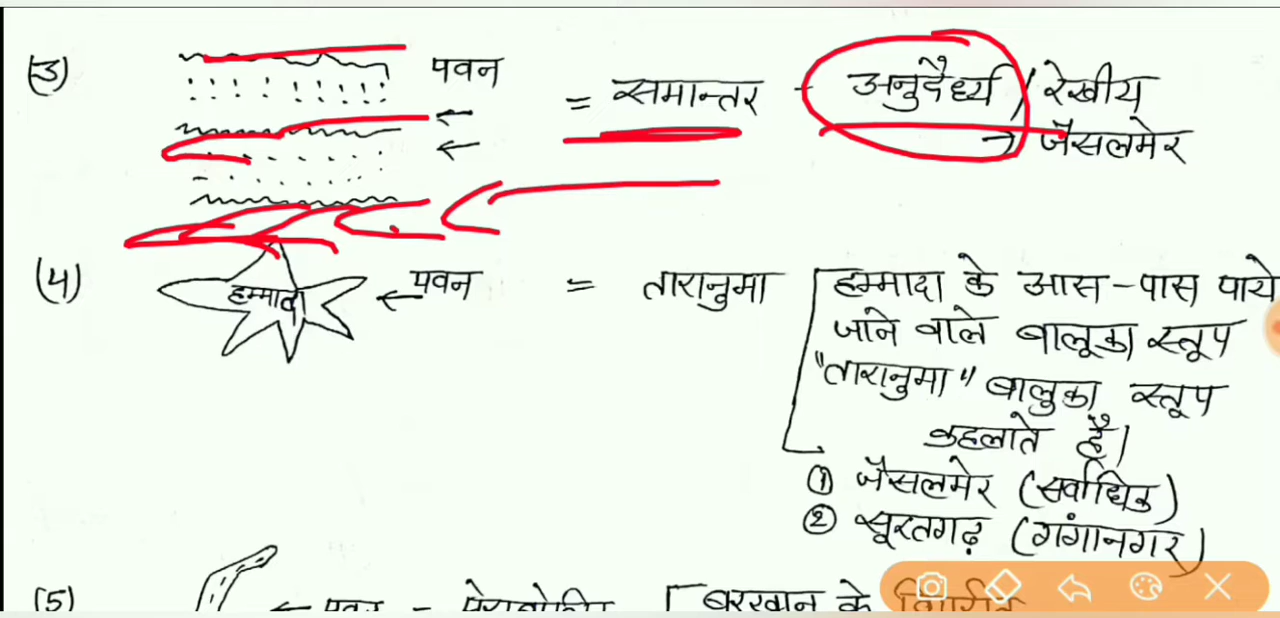 (3) पवन = समान्तर - अनुदैर्ध्य / रेखीय
→ जैसलमेर
(4) हम्मादा ← पवन = तारानुमा [हम्मादा के आस-पास पाये
जाने वाले बालूका स्तूप
"तारानुमा" बालुका स्तूप
कहलाते है।
① जैसलमेर (सर्वाधिक)
② सूरतगढ़ (गंगानगर)
(5) ← पवन - [बरखान के